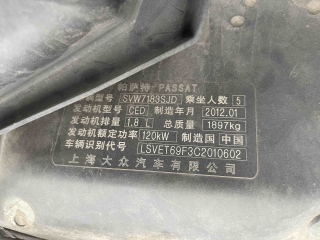 帕萨特/PASSAT
型号 SVW7183SJD 乘坐人数 5
发动机型号 CED 制造年月 2012.01
发动机排量 1.8 L 总质量 1897kg
发动机额定功率 120kW 制造国 中国
车辆识别代号 LSVET69F3C2010602
上海大众汽车有限公司